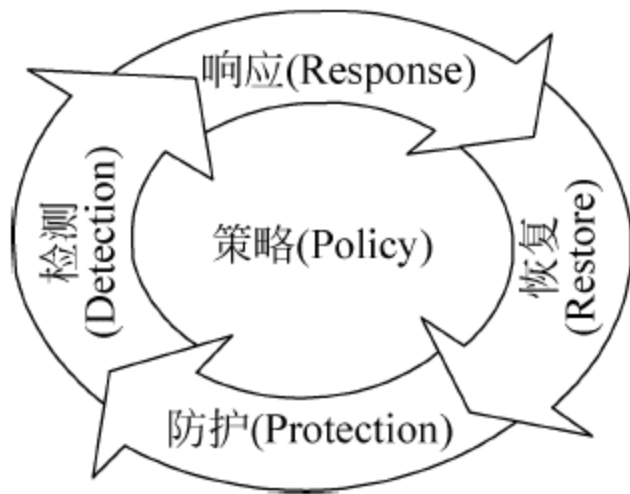 响应(Response)
检测
(Detection)
策略(Policy)
恢复
(Restore)
防护(Protection)